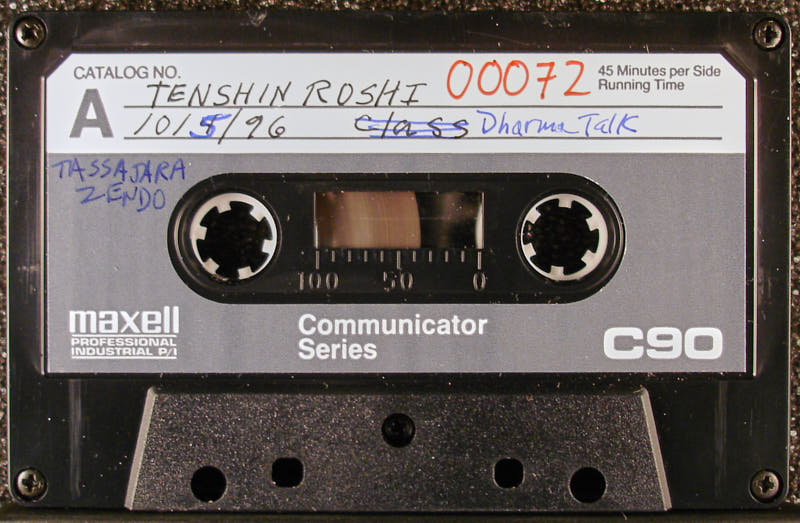 CATALOG NO.
TENSHIN ROSHI 00072 45 Minutes per Side
Running Time
A
10/5/96 class Dharma Talk
TASSAJARA
ZENDO
100 50 0
maxell
PROFESSIONAL
INDUSTRIAL P/I
Communicator
Series
C90